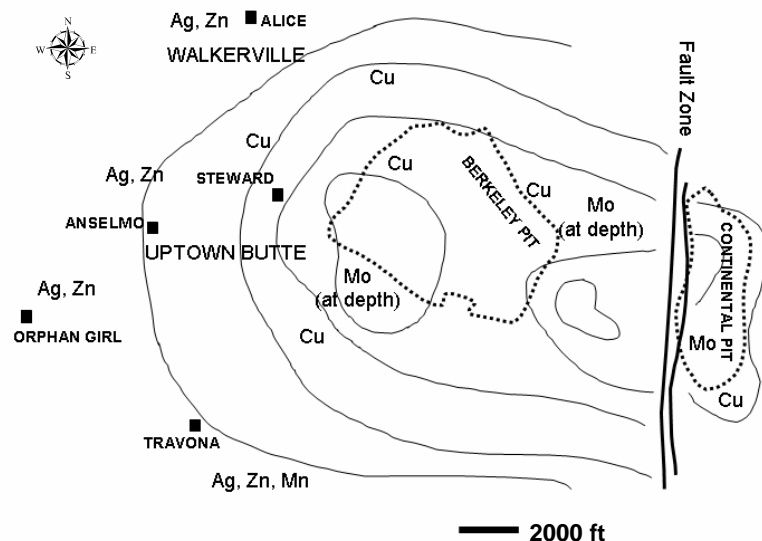 Ag, Zn
ALICE
N
W
E
S
WALKERVILLE
Cu
Fault Zone
Cu
Ag, Zn
STEWARD
Cu
BERKELEY PIT
Cu
Mo
(at depth)
ANSELMO
UPTOWN BUTTE
CONTINENTAL PIT
Ag, Zn
Mo
(at depth)
ORPHAN GIRL
Cu
Mo
Cu
TRAVONA
Ag, Zn, Mn
2000 ft